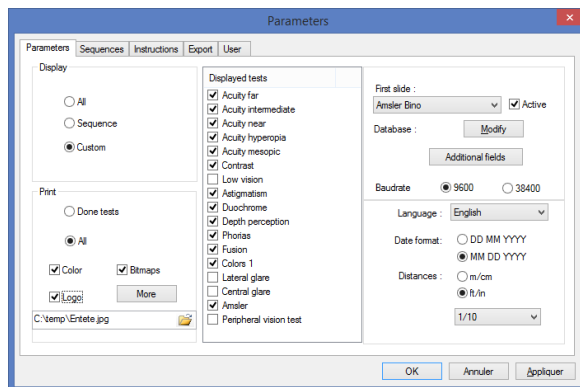 Parameters
Parameters Sequences Instructions Export User
Display
All
Sequence
Custom
Print
Done tests
All
Color Bitmaps
Logo More
C:\temp\Entete.jpg
Displayed tests
Acuity far
Acuity intermediate
Acuity near
Acuity hyperopia
Acuity mesopic
Contrast
Low vision
Astigmatism
Duochrome
Depth perception
Phorias
Fusion
Colors 1
Lateral glare
Central glare
Amsler
Peripheral vision test
First slide :
Amsler Bino Active
Database : Modify
Additional fields
Baudrate 9600 38400
Language : English
Date format: DD MM YYYY
MM DD YYYY
Distances : m/cm
ft/in
1/10
OK Annuler Appliquer